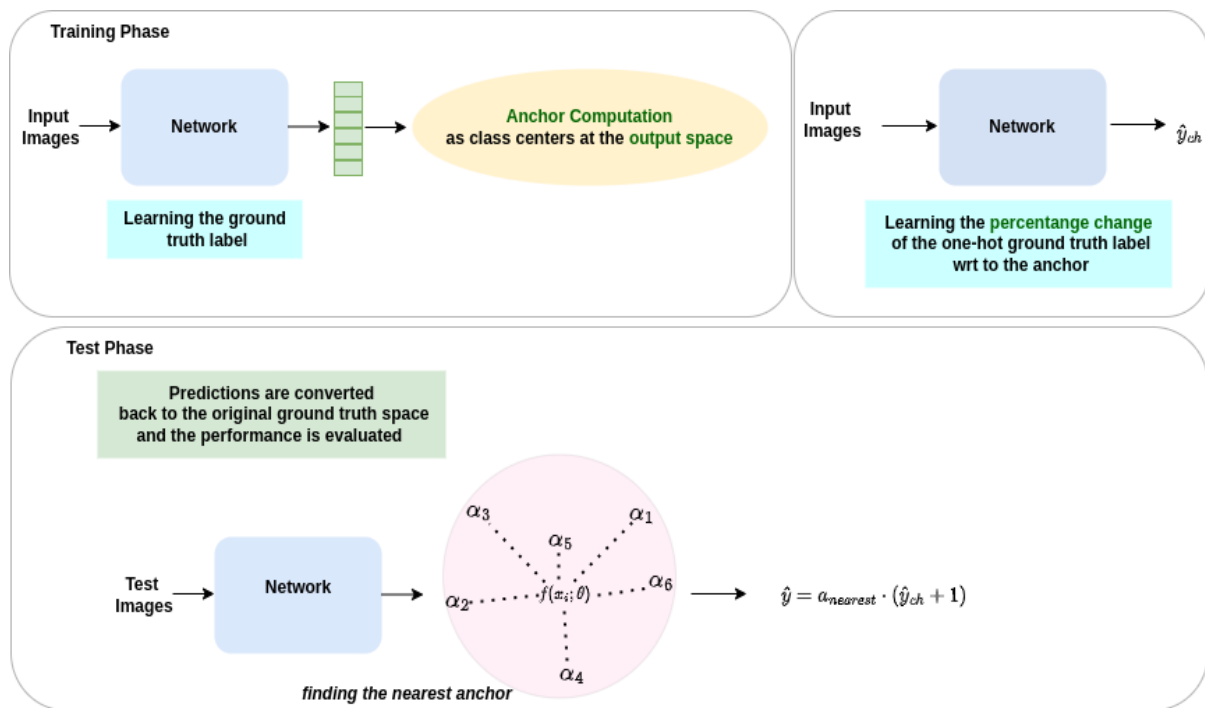 Training Phase
Input
Images
Network
Anchor Computation
as class centers at the output space
Learning the ground
truth label
Input
Images
Network
ŷ_ch
Learning the percentange change
of the one-hot ground truth label
wrt to the anchor
Test Phase
Predictions are converted
back to the original ground truth space
and the performance is evaluated
Test
Images
Network
α₃
α₁
α₅
α₂
f(x_i; θ)
α₆
α₄
finding the nearest anchor
ŷ = a_nearest · (ŷ_ch + 1)